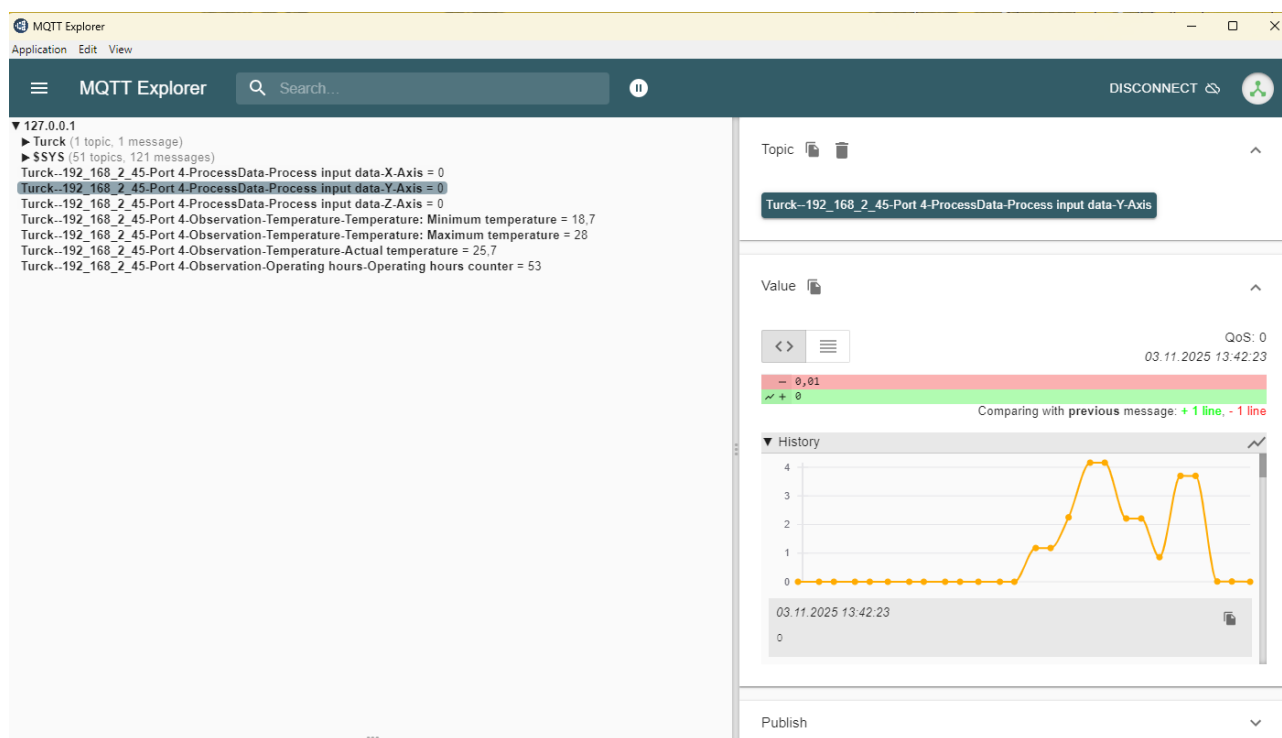 MQTT Explorer
Application Edit View
MQTT Explorer
Search...
DISCONNECT
▼ 127.0.0.1
▶ Turck (1 topic, 1 message)
▶ $SYS (51 topics, 121 messages)
Turck--192_168_2_45-Port 4-ProcessData-Process input data-X-Axis = 0
Turck--192_168_2_45-Port 4-ProcessData-Process input data-Y-Axis = 0
Turck--192_168_2_45-Port 4-ProcessData-Process input data-Z-Axis = 0
Turck--192_168_2_45-Port 4-Observation-Temperature-Temperature: Minimum temperature = 18,7
Turck--192_168_2_45-Port 4-Observation-Temperature-Temperature: Maximum temperature = 28
Turck--192_168_2_45-Port 4-Observation-Temperature-Actual temperature = 25,7
Turck--192_168_2_45-Port 4-Observation-Operating hours-Operating hours counter = 53
Topic
Turck--192_168_2_45-Port 4-ProcessData-Process input data-Y-Axis
Value
QoS: 0
03.11.2025 13:42:23
- 0,01
+ 0
Comparing with previous message: + 1 line, - 1 line
▼ History
4
3
2
1
0
03.11.2025 13:42:23
0
Publish